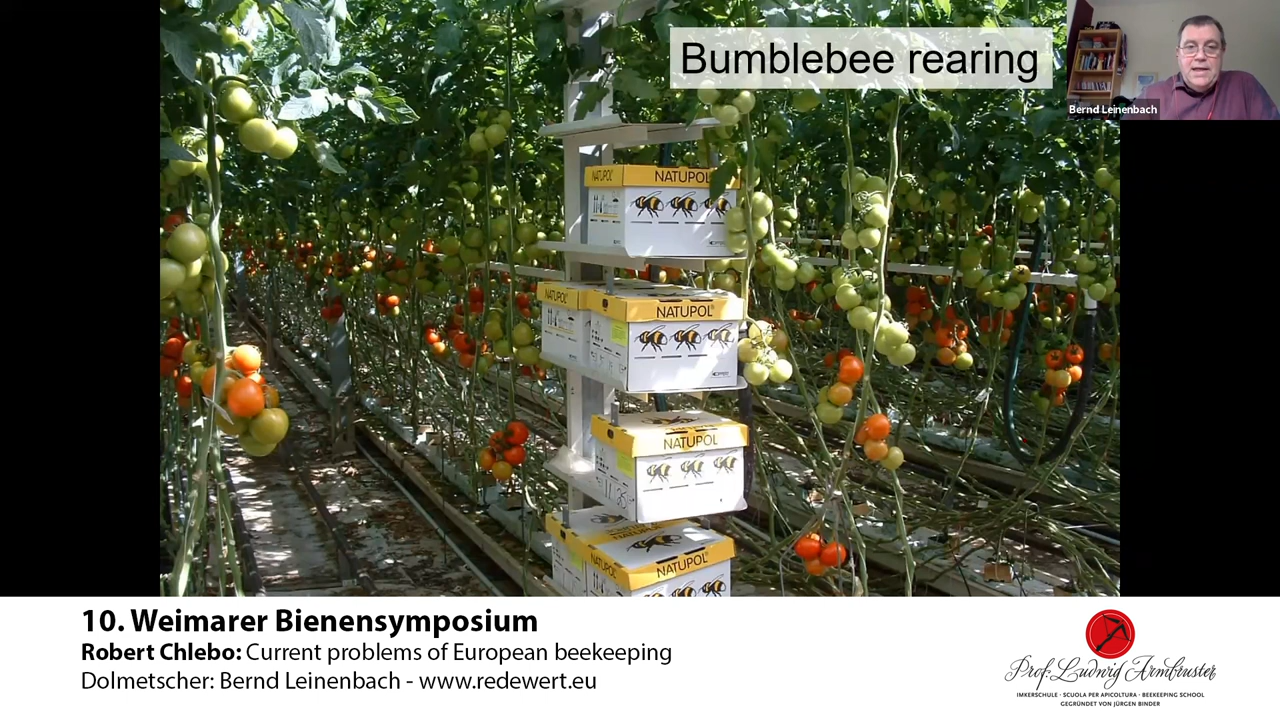 Bumblebee rearing
Bernd Leinenbach
NATUPOL
NATUPOL
NATUPOL
NATUPOL
NATUPOL
NATUPOL
NATUPOL
10. Weimarer Bienensymposium
Robert Chlebo: Current problems of European beekeeping
Dolmetscher: Bernd Leinenbach - www.redewert.eu
Prof. Ludwig Armbruster
IMKERSCHULE · SCUOLA PER APICOLTURA · BEEKEEPING SCHOOL
GEGRÜNDET VON JÜRGEN BINDER